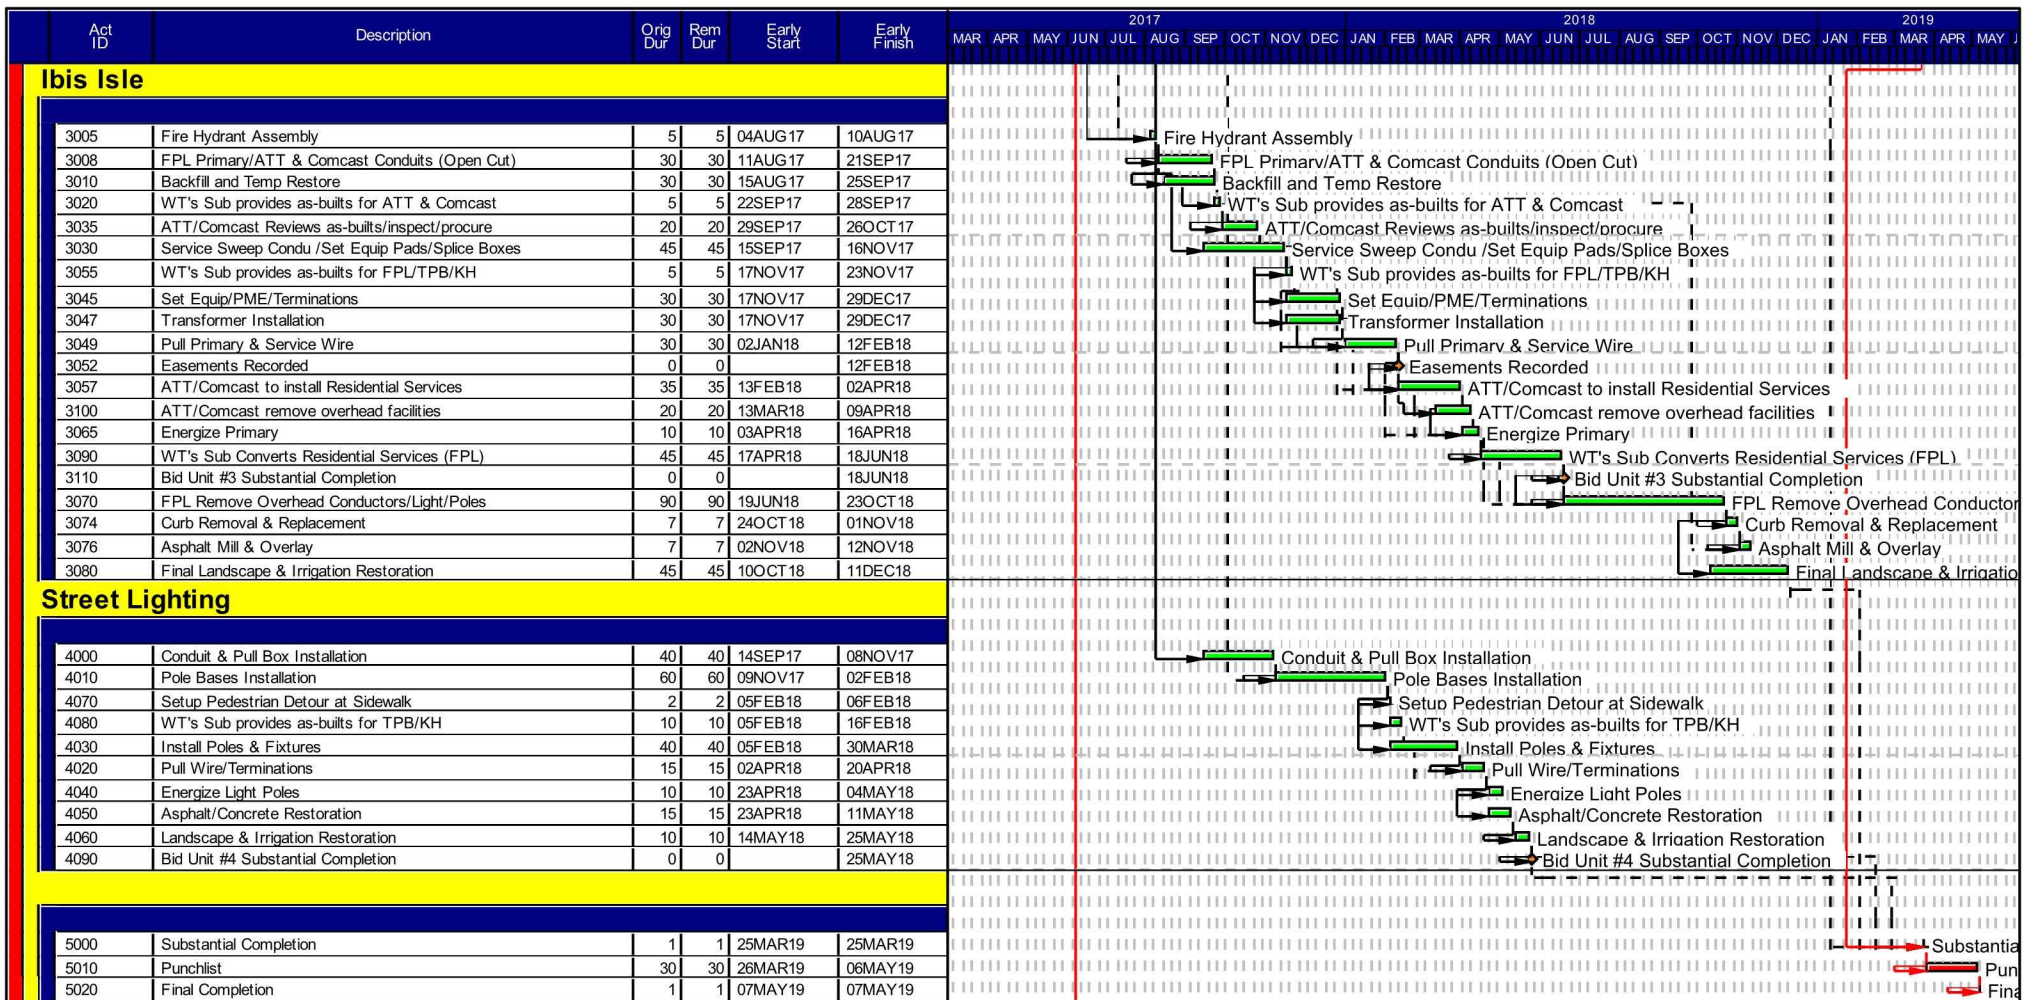 Act ID Description Orig Dur Rem Dur Early Start Early Finish
2017 2018 2019
MAR APR MAY JUN JUL AUG SEP OCT NOV DEC JAN FEB MAR APR MAY JUN JUL AUG SEP OCT NOV DEC JAN FEB MAR APR MAY
Ibis Isle
3005 Fire Hydrant Assembly 5 5 04AUG17 10AUG17 Fire Hydrant Assembly
3008 FPL Primary/ATT & Comcast Conduits (Open Cut) 30 30 11AUG17 21SEP17 FPL Primary/ATT & Comcast Conduits (Open Cut)
3010 Backfill and Temp Restore 30 30 15AUG17 25SEP17 Backfill and Temp Restore
3020 WT's Sub provides as-builts for ATT & Comcast 5 5 22SEP17 28SEP17 WT's Sub provides as-builts for ATT & Comcast
3035 ATT/Comcast Reviews as-builts/inspect/procure 20 20 29SEP17 26OCT17 ATT/Comcast Reviews as-builts/inspect/procure
3030 Service Sweep Condu /Set Equip Pads/Splice Boxes 45 45 15SEP17 16NOV17 Service Sweep Condu /Set Equip Pads/Splice Boxes
3055 WT's Sub provides as-builts for FPL/TPB/KH 5 5 17NOV17 23NOV17 WT's Sub provides as-builts for FPL/TPB/KH
3045 Set Equip/PME/Terminations 30 30 17NOV17 29DEC17 Set Equip/PME/Terminations
3047 Transformer Installation 30 30 17NOV17 29DEC17 Transformer Installation
3049 Pull Primary & Service Wire 30 30 02JAN18 12FEB18 Pull Primary & Service Wire
3052 Easements Recorded 0 0 12FEB18 Easements Recorded
3057 ATT/Comcast to install Residential Services 35 35 13FEB18 02APR18 ATT/Comcast to install Residential Services
3100 ATT/Comcast remove overhead facilities 20 20 13MAR18 09APR18 ATT/Comcast remove overhead facilities
3065 Energize Primary 10 10 03APR18 16APR18 Energize Primary
3090 WT's Sub Converts Residential Services (FPL) 45 45 17APR18 18JUN18 WT's Sub Converts Residential Services (FPL)
3110 Bid Unit #3 Substantial Completion 0 0 18JUN18 Bid Unit #3 Substantial Completion
3070 FPL Remove Overhead Conductors/Light/Poles 90 90 19JUN18 23OCT18 FPL Remove Overhead Conductor
3074 Curb Removal & Replacement 7 7 24OCT18 01NOV18 Curb Removal & Replacement
3076 Asphalt Mill & Overlay 7 7 02NOV18 12NOV18 Asphalt Mill & Overlay
3080 Final Landscape & Irrigation Restoration 45 45 10OCT18 11DEC18 Final Landscape & Irrigatio
Street Lighting
4000 Conduit & Pull Box Installation 40 40 14SEP17 08NOV17 Conduit & Pull Box Installation
4010 Pole Bases Installation 60 60 09NOV17 02FEB18 Pole Bases Installation
4070 Setup Pedestrian Detour at Sidewalk 2 2 05FEB18 06FEB18 Setup Pedestrian Detour at Sidewalk
4080 WT's Sub provides as-builts for TPB/KH 10 10 05FEB18 16FEB18 WT's Sub provides as-builts for TPB/KH
4030 Install Poles & Fixtures 40 40 05FEB18 30MAR18 Install Poles & Fixtures
4020 Pull Wire/Terminations 15 15 02APR18 20APR18 Pull Wire/Terminations
4040 Energize Light Poles 10 10 23APR18 04MAY18 Energize Light Poles
4050 Asphalt/Concrete Restoration 15 15 23APR18 11MAY18 Asphalt/Concrete Restoration
4060 Landscape & Irrigation Restoration 10 10 14MAY18 25MAY18 Landscape & Irrigation Restoration
4090 Bid Unit #4 Substantial Completion 0 0 25MAY18 Bid Unit #4 Substantial Completion
5000 Substantial Completion 1 1 25MAR19 25MAR19 Substantia
5010 Punchlist 30 30 26MAR19 06MAY19 Pun
5020 Final Completion 1 1 07MAY19 07MAY19 Fina